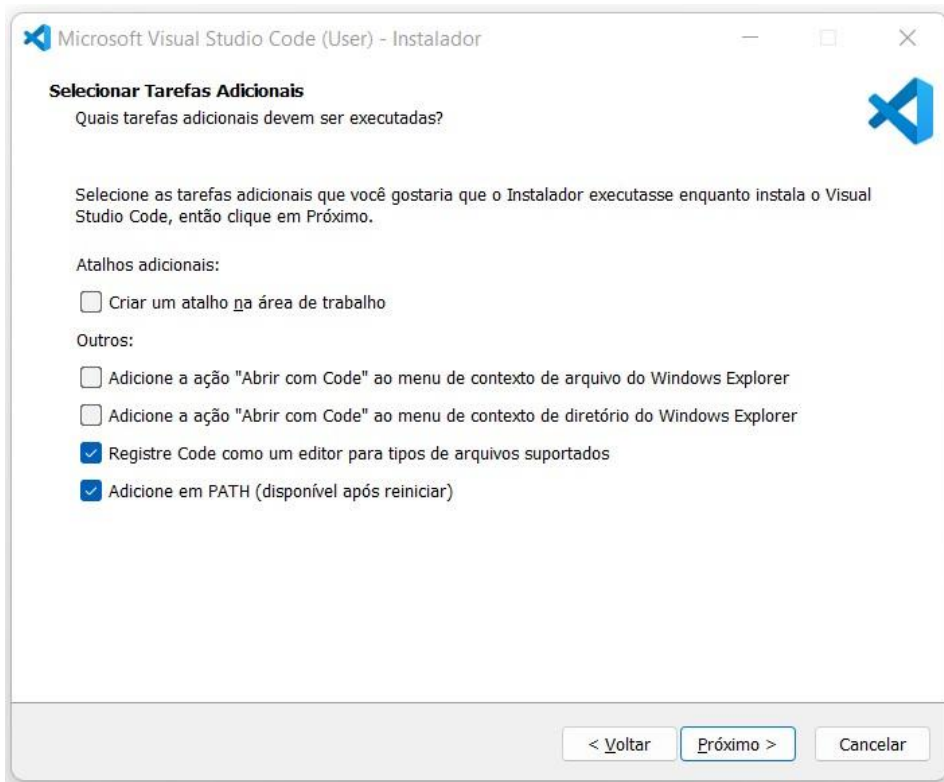 Microsoft Visual Studio Code (User) - Instalador
Selecionar Tarefas Adicionais
Quais tarefas adicionais devem ser executadas?
Selecione as tarefas adicionais que você gostaria que o Instalador executasse enquanto instala o Visual
Studio Code, então clique em Próximo.
Atalhos adicionais:
Criar um atalho na área de trabalho
Outros:
Adicione a ação "Abrir com Code" ao menu de contexto de arquivo do Windows Explorer
Adicione a ação "Abrir com Code" ao menu de contexto de diretório do Windows Explorer
Registre Code como um editor para tipos de arquivos suportados
Adicione em PATH (disponível após reiniciar)
< Voltar Próximo > Cancelar